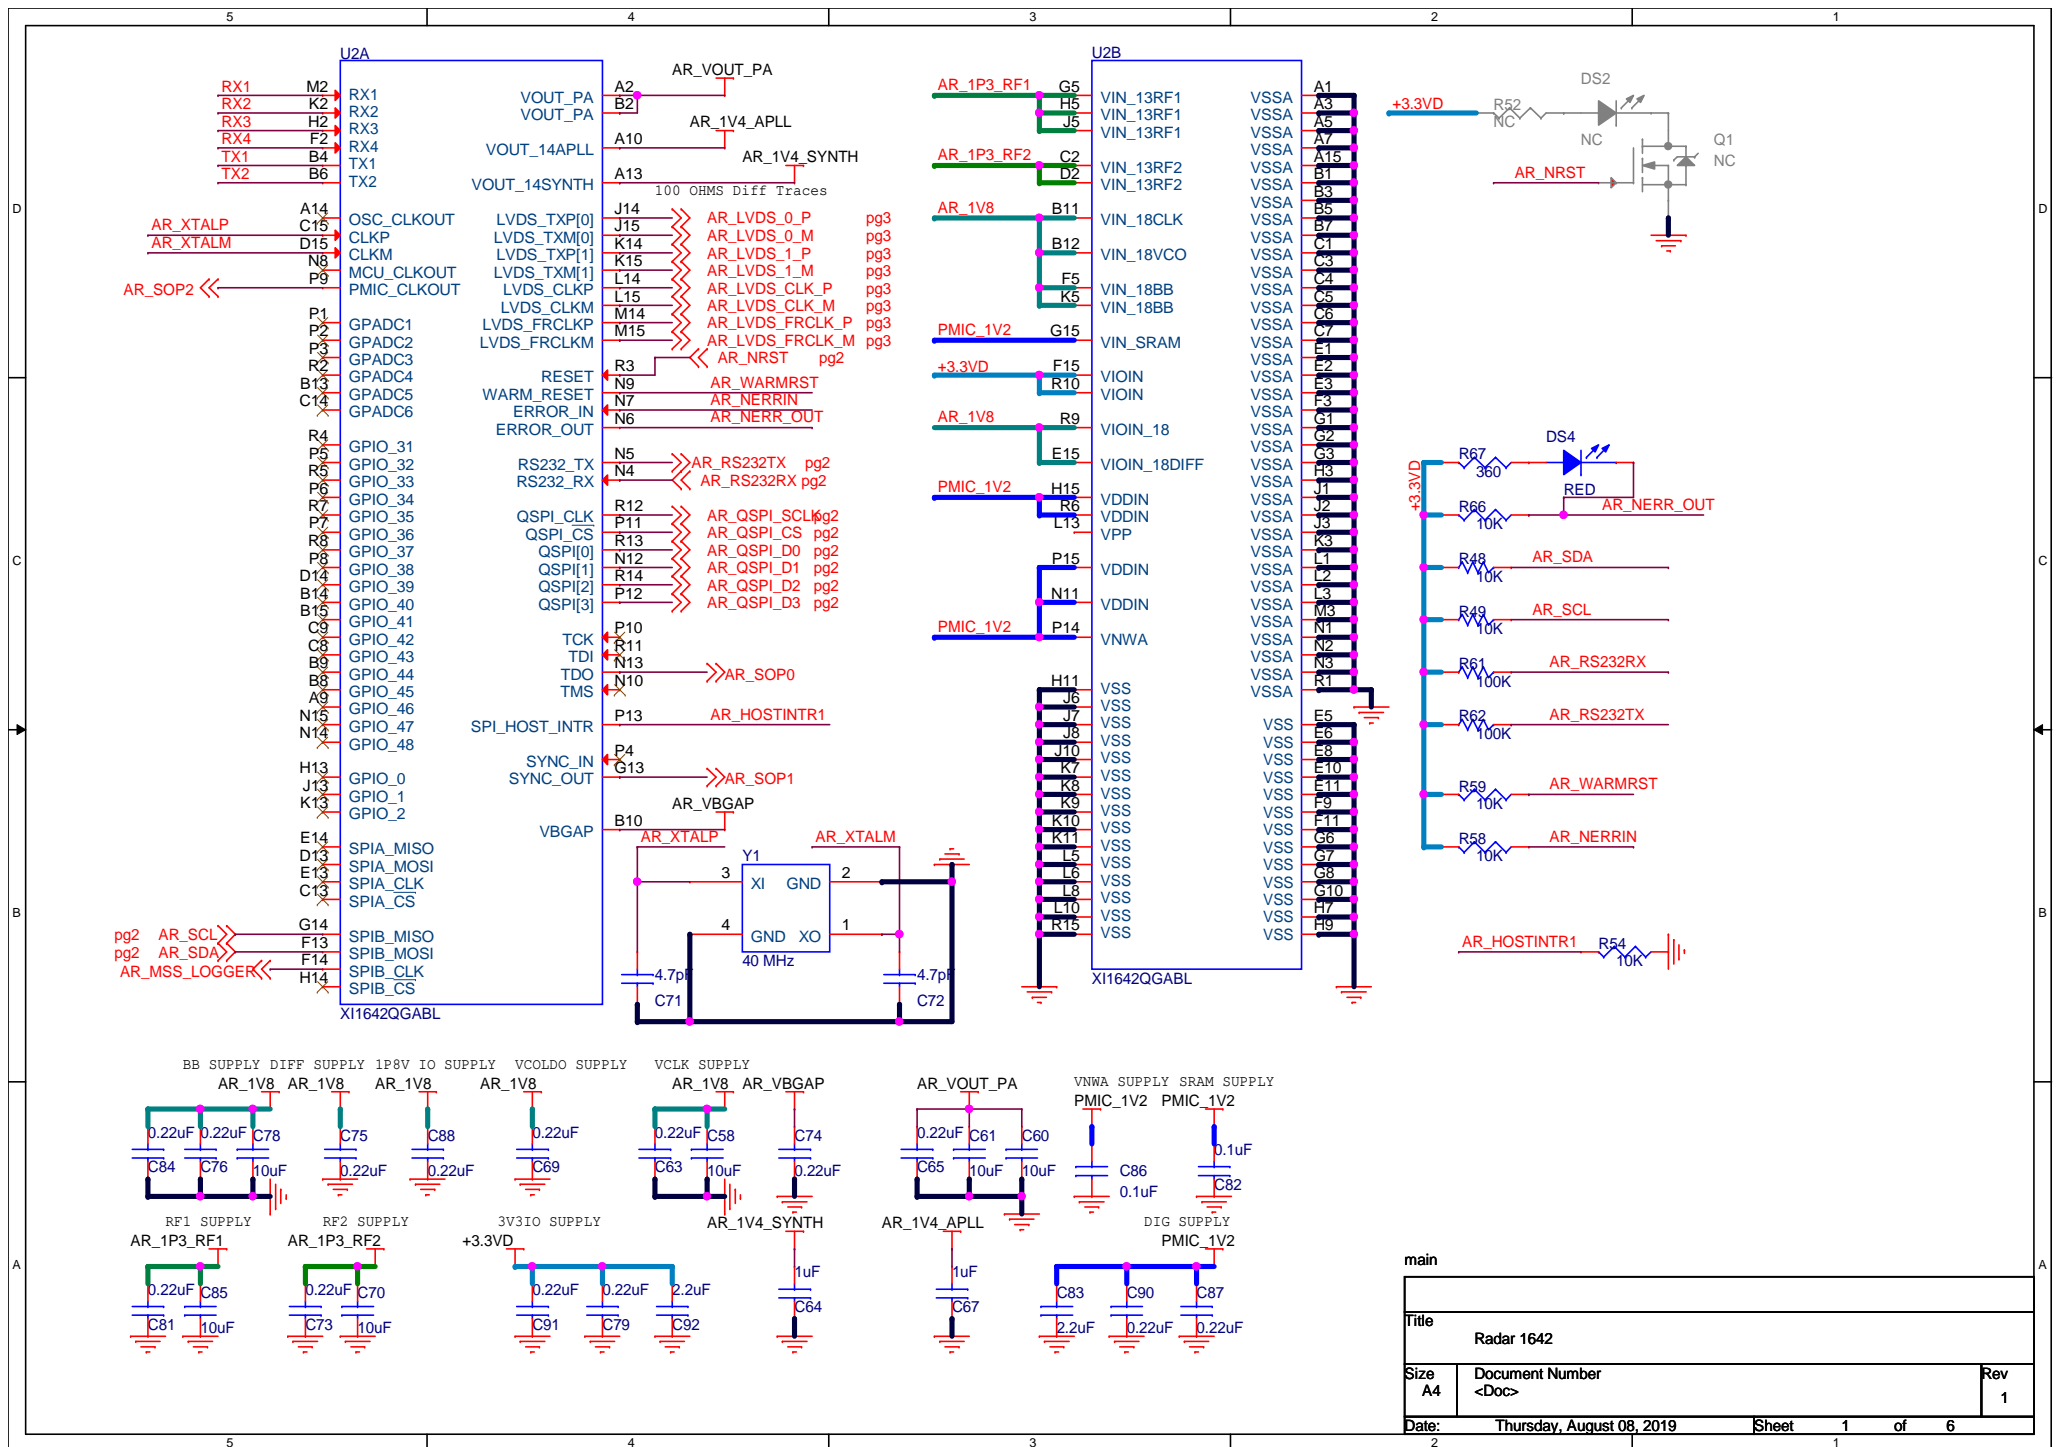 5 4 3 2 1
U2A
RX1 M2 RX1
RX2 K2 RX2
RX3 H2 RX3
RX4 F2 RX4
TX1 B4 TX1
TX2 B6 TX2
A14 OSC_CLKOUT
AR_XTALP C15 CLKP
AR_XTALM D15 CLKM
N8 MCU_CLKOUT
AR_SOP2 P9 PMIC_CLKOUT
P1 GPADC1
P2 GPADC2
P3 GPADC3
R2 GPADC4
B13 GPADC5
C14 GPADC6
R4 GPIO_31
P5 GPIO_32
R5 GPIO_33
P6 GPIO_34
R7 GPIO_35
P7 GPIO_36
R8 GPIO_37
P8 GPIO_38
D14 GPIO_39
B14 GPIO_40
B15 GPIO_41
C9 GPIO_42
C8 GPIO_43
B9 GPIO_44
B8 GPIO_45
A9 GPIO_46
N15 GPIO_47
N14 GPIO_48
H13 GPIO_0
J13 GPIO_1
K13 GPIO_2
E14 SPIA_MISO
D13 SPIA_MOSI
E13 SPIA_CLK
C13 SPIA_CS
pg2 AR_SCL G14 SPIB_MISO
pg2 AR_SDA F13 SPIB_MOSI
AR_MSS_LOGGER F14 SPIB_CLK
H14 SPIB_CS
XI1642QGABL
AR_VOUT_PA
VOUT_PA A2
VOUT_PA B2
AR_1V4_APLL
VOUT_14APLL A10
AR_1V4_SYNTH
VOUT_14SYNTH A13
100 OHMS Diff Traces
LVDS_TXP[0] J14 AR_LVDS_0_P pg3
LVDS_TXM[0] J15 AR_LVDS_0_M pg3
LVDS_TXP[1] K14 AR_LVDS_1_P pg3
LVDS_TXM[1] K15 AR_LVDS_1_M pg3
LVDS_CLKP L14 AR_LVDS_CLK_P pg3
LVDS_CLKM L15 AR_LVDS_CLK_M pg3
LVDS_FRCLKP M14 AR_LVDS_FRCLK_P pg3
LVDS_FRCLKM M15 AR_LVDS_FRCLK_M pg3
RESET R3 AR_NRST pg2
WARM_RESET N9 AR_WARMRST
ERROR_IN N7 AR_NERRIN
ERROR_OUT N6 AR_NERR_OUT
RS232_TX N5 AR_RS232TX pg2
RS232_RX N4 AR_RS232RX pg2
QSPI_CLK R12 AR_QSPI_SCLK pg2
QSPI_CS P11 AR_QSPI_CS pg2
QSPI[0] R13 AR_QSPI_D0 pg2
QSPI[1] N12 AR_QSPI_D1 pg2
QSPI[2] R14 AR_QSPI_D2 pg2
QSPI[3] P12 AR_QSPI_D3 pg2
TCK P10
TDI R11
TDO N13 AR_SOP0
TMS N10
SPI_HOST_INTR P13 AR_HOSTINTR1
SYNC_IN P4
SYNC_OUT G13 AR_SOP1
AR_VBGAP
VBGAP B10
AR_XTALP AR_XTALM
Y1
3 XI GND 2
4 GND XO 1
40 MHz
4.7pF C71
4.7pF C72
U2B
AR_1P3_RF1 G5 VIN_13RF1
H5 VIN_13RF1
J5 VIN_13RF1
AR_1P3_RF2 C2 VIN_13RF2
D2 VIN_13RF2
AR_1V8 B11 VIN_18CLK
B12 VIN_18VCO
F5 VIN_18BB
K5 VIN_18BB
PMIC_1V2 G15 VIN_SRAM
+3.3VD F15 VIOIN
R10 VIOIN
AR_1V8 R9 VIOIN_18
E15 VIOIN_18DIFF
PMIC_1V2 H15 VDDIN
R6 VDDIN
L13 VPP
P15 VDDIN
N11 VDDIN
PMIC_1V2 P14 VNWA
H11 VSS
J6 VSS
J7 VSS
J8 VSS
J10 VSS
K7 VSS
K8 VSS
K9 VSS
K10 VSS
K11 VSS
L5 VSS
L6 VSS
L8 VSS
L10 VSS
R15 VSS
XI1642QGABL
VSSA A1
VSSA A3
VSSA A5
VSSA A7
VSSA A15
VSSA B1
VSSA B3
VSSA B5
VSSA B7
VSSA C1
VSSA C3
VSSA C4
VSSA C5
VSSA C6
VSSA C7
VSSA E1
VSSA E2
VSSA E3
VSSA F3
VSSA G1
VSSA G2
VSSA G3
VSSA H3
VSSA J1
VSSA J2
VSSA J3
VSSA K3
VSSA L1
VSSA L2
VSSA L3
VSSA M3
VSSA N1
VSSA N2
VSSA N3
VSSA R1
VSS E5
VSS E6
VSS E8
VSS E10
VSS E11
VSS F9
VSS F11
VSS G6
VSS G7
VSS G8
VSS G10
VSS H7
VSS H9
DS2
+3.3VD R52
NC NC
Q1
NC
AR_NRST
DS4
+3.3VD
R67 360
RED
R66 10K AR_NERR_OUT
R48 10K AR_SDA
R49 10K AR_SCL
R61 100K AR_RS232RX
R62 100K AR_RS232TX
R59 10K AR_WARMRST
R58 10K AR_NERRIN
AR_HOSTINTR1 R54 10K
BB SUPPLY DIFF SUPPLY 1P8V IO SUPPLY VCOLDO SUPPLY VCLK SUPPLY
AR_1V8 AR_1V8 AR_1V8 AR_1V8 AR_1V8 AR_VBGAP AR_VOUT_PA
VNWA SUPPLY SRAM SUPPLY
PMIC_1V2 PMIC_1V2
0.22uF 0.22uF C78 C75 C88 0.22uF 0.22uF C58 C74 0.22uF C61 C60 0.1uF
C84 C76 10uF 0.22uF 0.22uF C69 C63 10uF 0.22uF C65 10uF 10uF C86 0.1uF C82
RF1 SUPPLY RF2 SUPPLY 3V3IO SUPPLY AR_1V4_SYNTH AR_1V4_APLL DIG SUPPLY
AR_1P3_RF1 AR_1P3_RF2 +3.3VD PMIC_1V2
0.22uF C85 0.22uF C70 0.22uF 0.22uF 2.2uF 1uF 1uF C83 C90 C87
C81 10uF C73 10uF C91 C79 C92 C64 C67 2.2uF 0.22uF 0.22uF
D D
C C
B B
A A
main
Title
Radar 1642
Size Document Number Rev
A4 <Doc> 1
Date: Thursday, August 08, 2019 Sheet 1 of 6
5 4 3 2 1